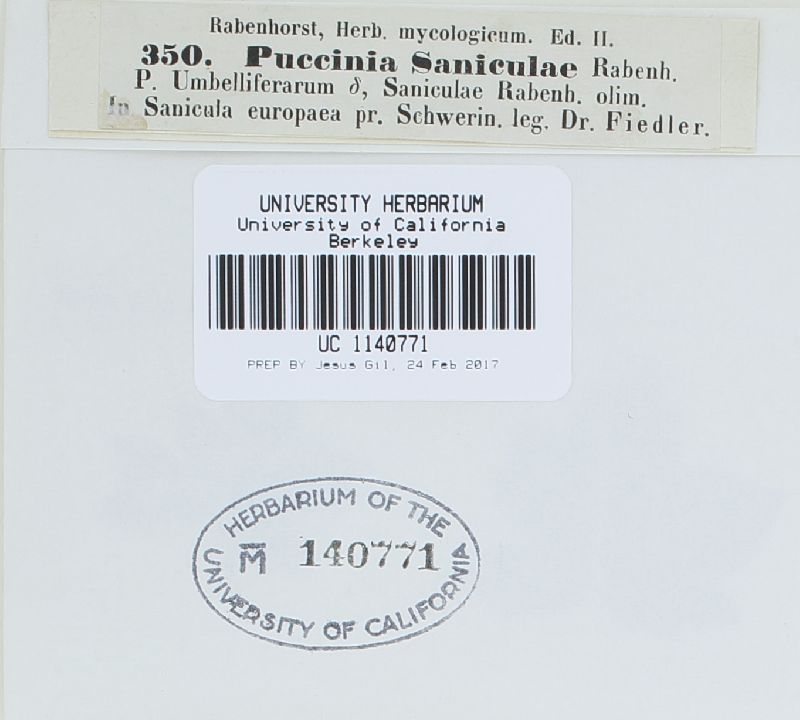 Rabenhorst, Herb. mycologicum. Ed. II.
350. Puccinia Saniculae Rabenh.
P. Umbelliferarum δ, Saniculae Rabenh. olim.
In Sanicula europaea pr. Schwerin. leg. Dr. Fiedler.
UNIVERSITY HERBARIUM
University of California
Berkeley
UC 1140771
PREP BY Jesus Gil, 24 Feb 2017
HERBARIUM OF THE
M̅ 140771
UNIVERSITY OF CALIFORNIA